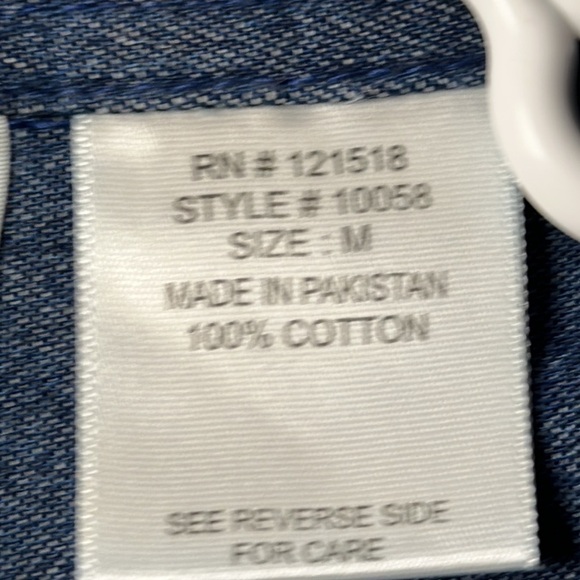 RN # 121518
STYLE # 10058
SIZE : M
MADE IN PAKISTAN
100% COTTON
SEE REVERSE SIDE
FOR CARE